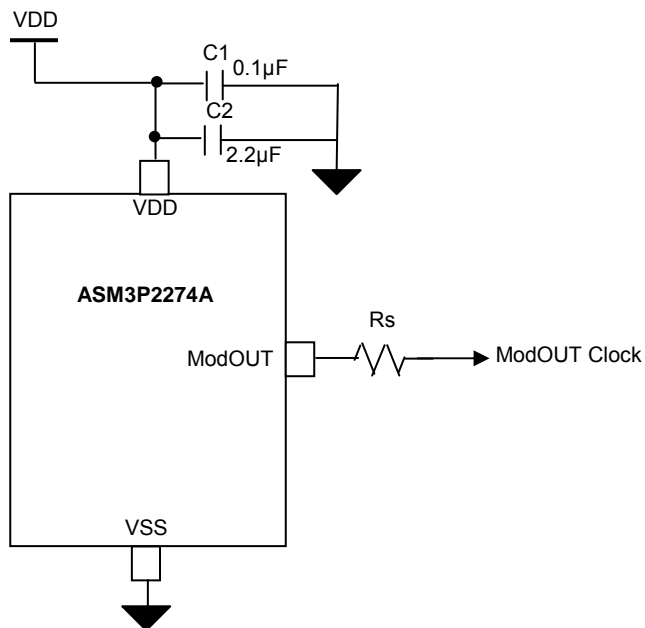 VDD
C1
0.1µF
C2
2.2µF
VDD
ASM3P2274A
Rs
ModOUT
ModOUT Clock
VSS